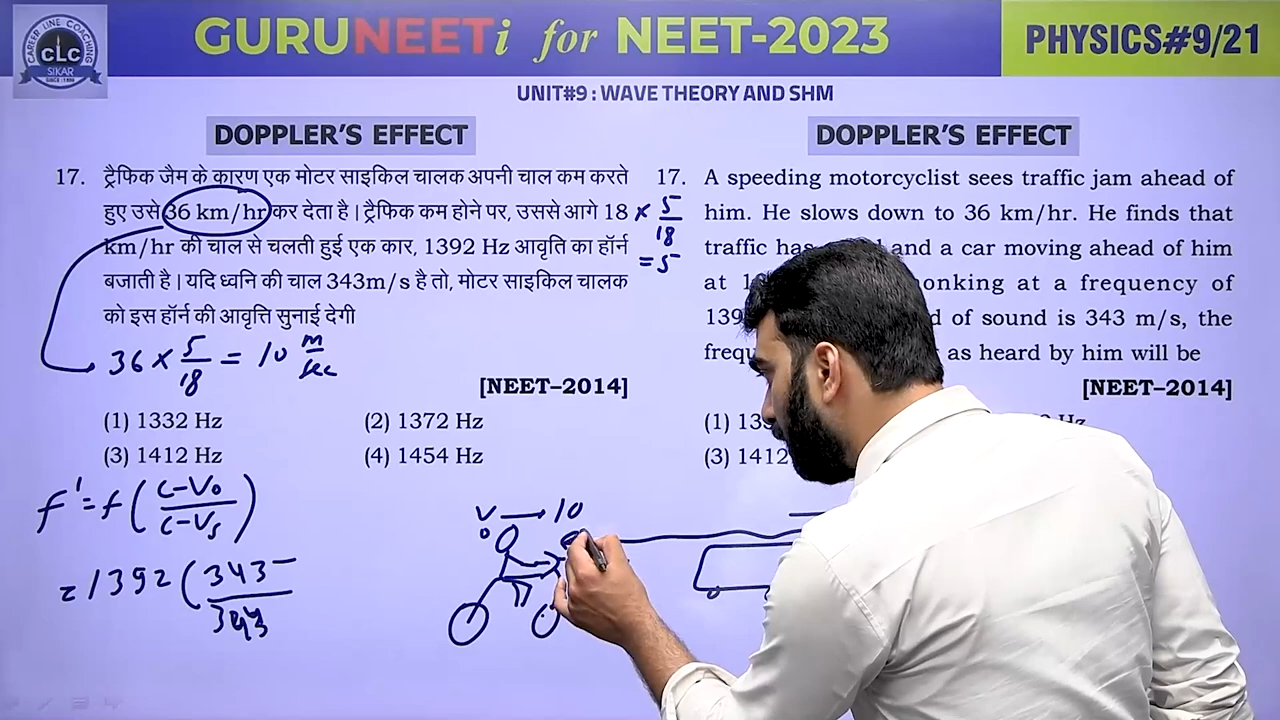 CAREER LINE COACHING
CLC
SIKAR
SINCE : 1996
GURUNEETi for NEET-2023
PHYSICS#9/21
UNIT#9 : WAVE THEORY AND SHM
DOPPLER'S EFFECT
17. ट्रैफिक जैम के कारण एक मोटर साइकिल चालक अपनी चाल कम करते
हुए उसे 36 km/hr कर देता है। ट्रैफिक कम होने पर, उससे आगे 18
km/hr की चाल से चलती हुई एक कार, 1392 Hz आवृति का हॉर्न
बजाती है। यदि ध्वनि की चाल 343m/s है तो, मोटर साइकिल चालक
को इस हॉर्न की आवृत्ति सुनाई देगी
× 5/18
= 5
36 × 5/18 = 10 m/sec
[NEET–2014]
(1) 1332 Hz (2) 1372 Hz
(3) 1412 Hz (4) 1454 Hz
f' = f (C-V₀/C-Vₛ)
= 1392 (343-/343
V₀ → 10
DOPPLER'S EFFECT
17. A speeding motorcyclist sees traffic jam ahead of
him. He slows down to 36 km/hr. He finds that
traffic has and a car moving ahead of him
at honking at a frequency of
139 of sound is 343 m/s, the
as heard by him will be
[NEET–2014]
(1) Hz
(3) 1412